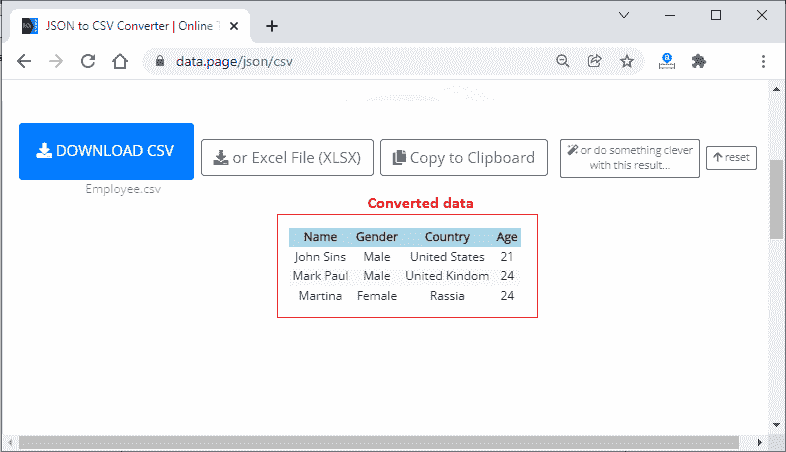 JSON to CSV Converter | Online T
data.page/json/csv
DOWNLOAD CSV
or Excel File (XLSX)
Copy to Clipboard
or do something clever
with this result...
reset
Employee.csv
Converted data
Name Gender Country Age
John Sins Male United States 21
Mark Paul Male United Kindom 24
Martina Female Rassia 24